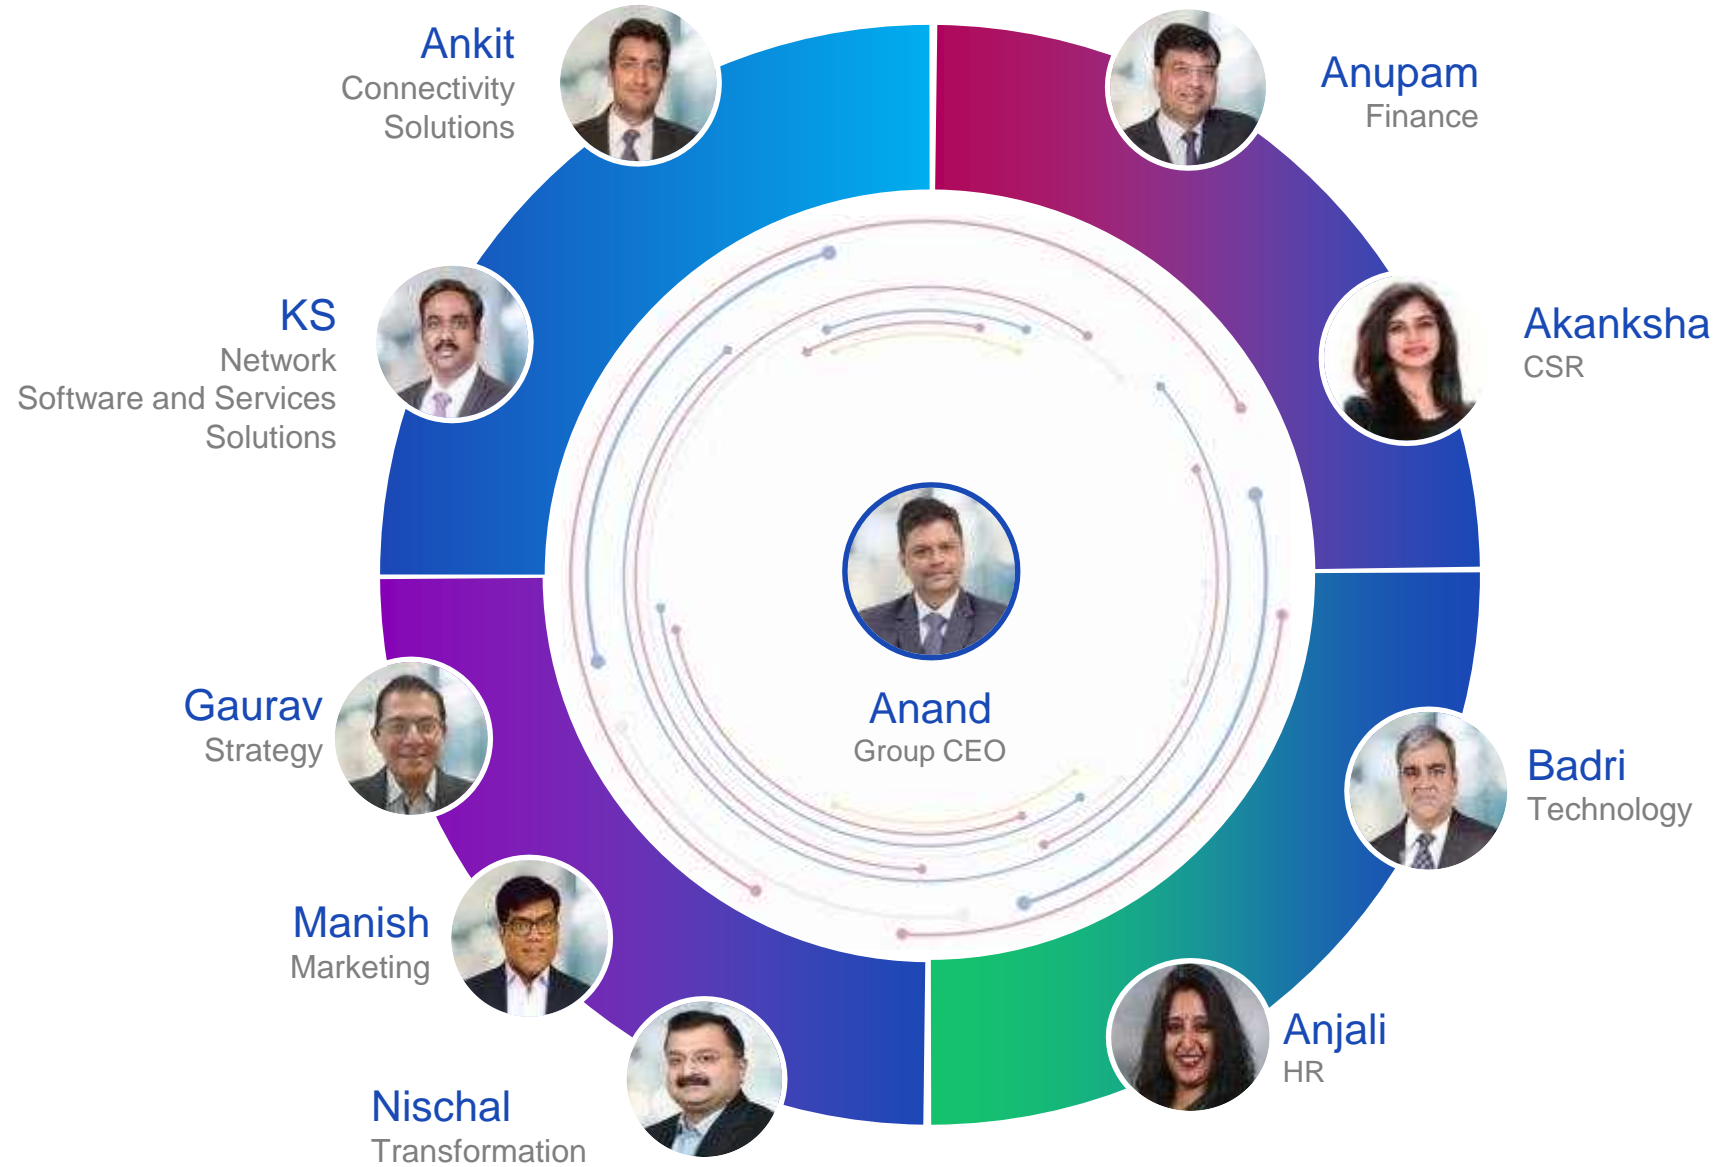 Ankit
Connectivity
Solutions
Anupam
Finance
KS
Network
Software and Services
Solutions
Akanksha
CSR
Anand
Group CEO
Gaurav
Strategy
Badri
Technology
Manish
Marketing
Anjali
HR
Nischal
Transformation